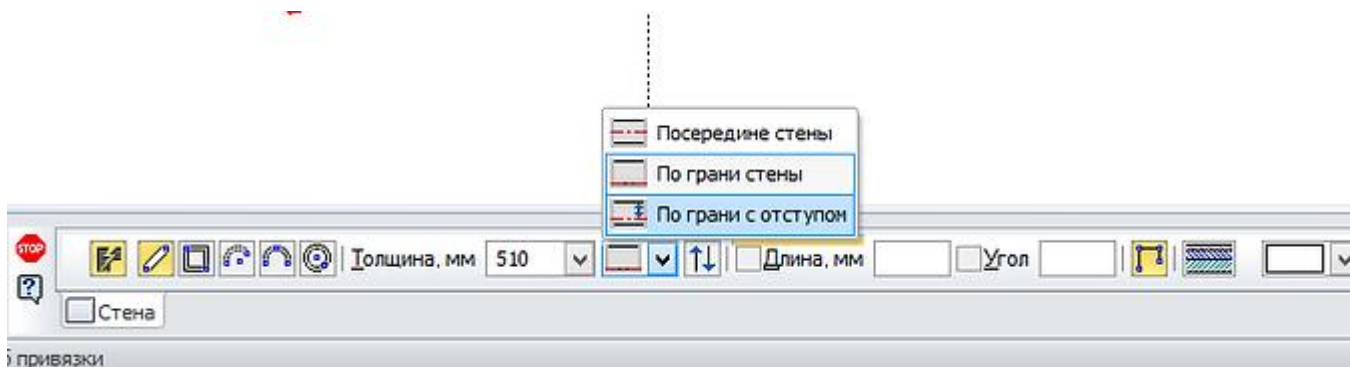 Посередине стены
По грани стены
По грани с отступом
STOP
Толщина, мм 510 Длина, мм Угол
?
Стена
привязки